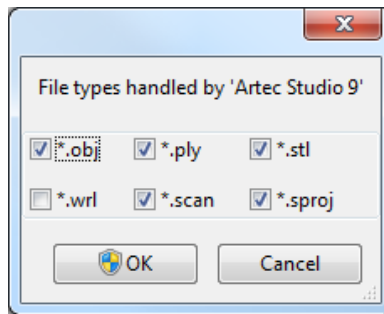 File types handled by 'Artec Studio 9'
*.obj *.ply *.stl
*.wrl *.scan *.sproj
OK Cancel